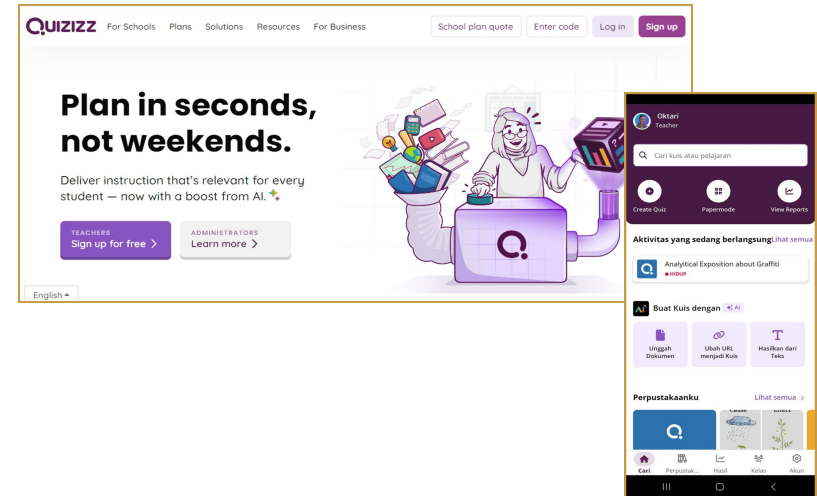 QUIZIZZ For Schools Plans Solutions Resources For Business School plan quote Enter code Log in Sign up
Plan in seconds,
not weekends.
Deliver instruction that's relevant for every
student — now with a boost from AI.
TEACHERS
Sign up for free >
ADMINISTRATORS
Learn more >
Q
English
Oktari
Teacher
Cari kuis atau pelajaran
Create Quiz Papermode View Reports
Aktivitas yang sedang berlangsung Lihat semua
Q
Analyitical Exposition about Graffiti
HIDUP
AI Buat Kuis dengan AI
Unggah Dokumen
Ubah URL menjadi Kuis
Hasilkan dari Teks
Perpustakaanku Lihat semua >
Q
Cause Effect
Cari Perpustak... Hasil Kelas Akun